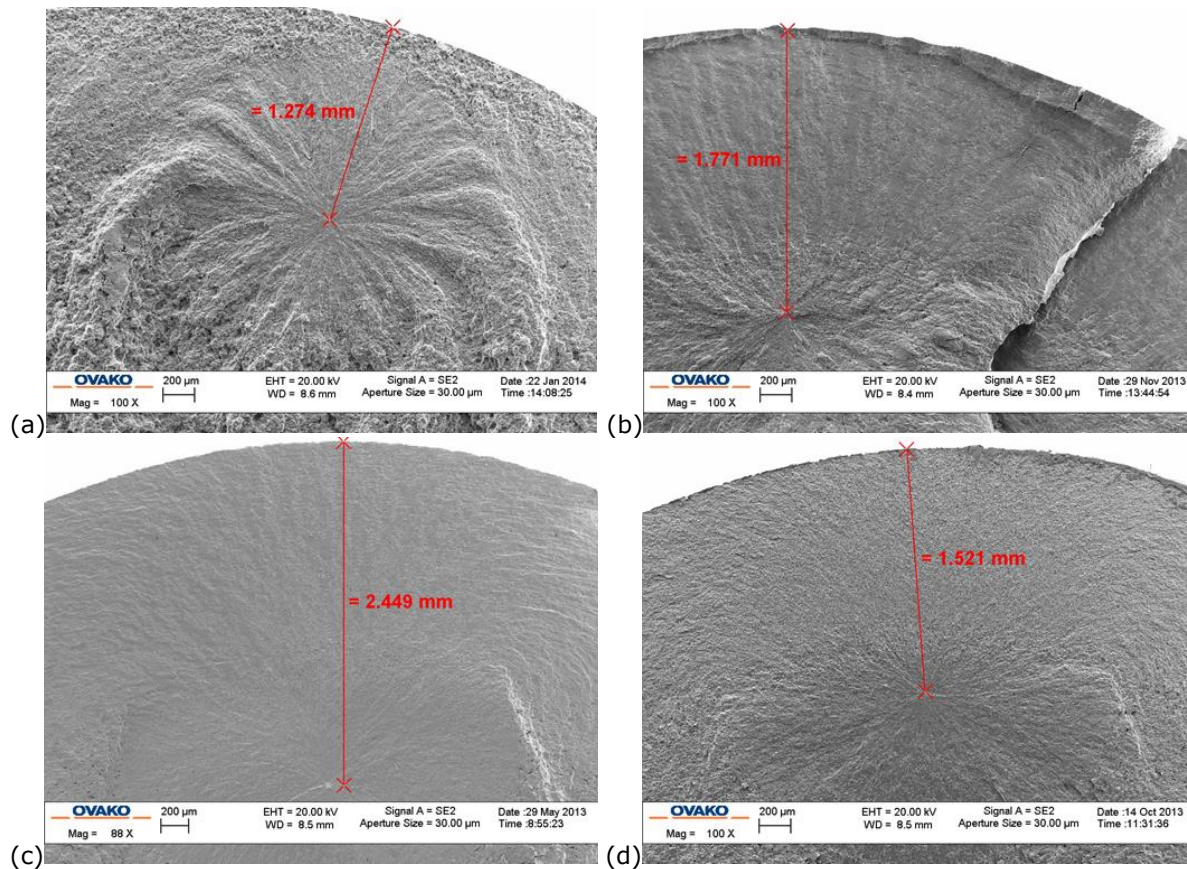 = 1.274 mm
OVAKO
Mag = 100 X
200 µm
EHT = 20.00 kV
WD = 8.6 mm
Signal A = SE2
Aperture Size = 30.00 µm
Date :22 Jan 2014
Time :14:08:25
(a)
= 1.771 mm
OVAKO
Mag = 100 X
200 µm
EHT = 20.00 kV
WD = 8.4 mm
Signal A = SE2
Aperture Size = 30.00 µm
Date :29 Nov 2013
Time :13:44:54
(b)
= 2.449 mm
OVAKO
Mag = 88 X
200 µm
EHT = 20.00 kV
WD = 8.5 mm
Signal A = SE2
Aperture Size = 30.00 µm
Date :29 May 2013
Time :8:55:23
(c)
= 1.521 mm
OVAKO
Mag = 100 X
200 µm
EHT = 20.00 kV
WD = 8.5 mm
Signal A = SE2
Aperture Size = 30.00 µm
Date :14 Oct 2013
Time :11:31:36
(d)